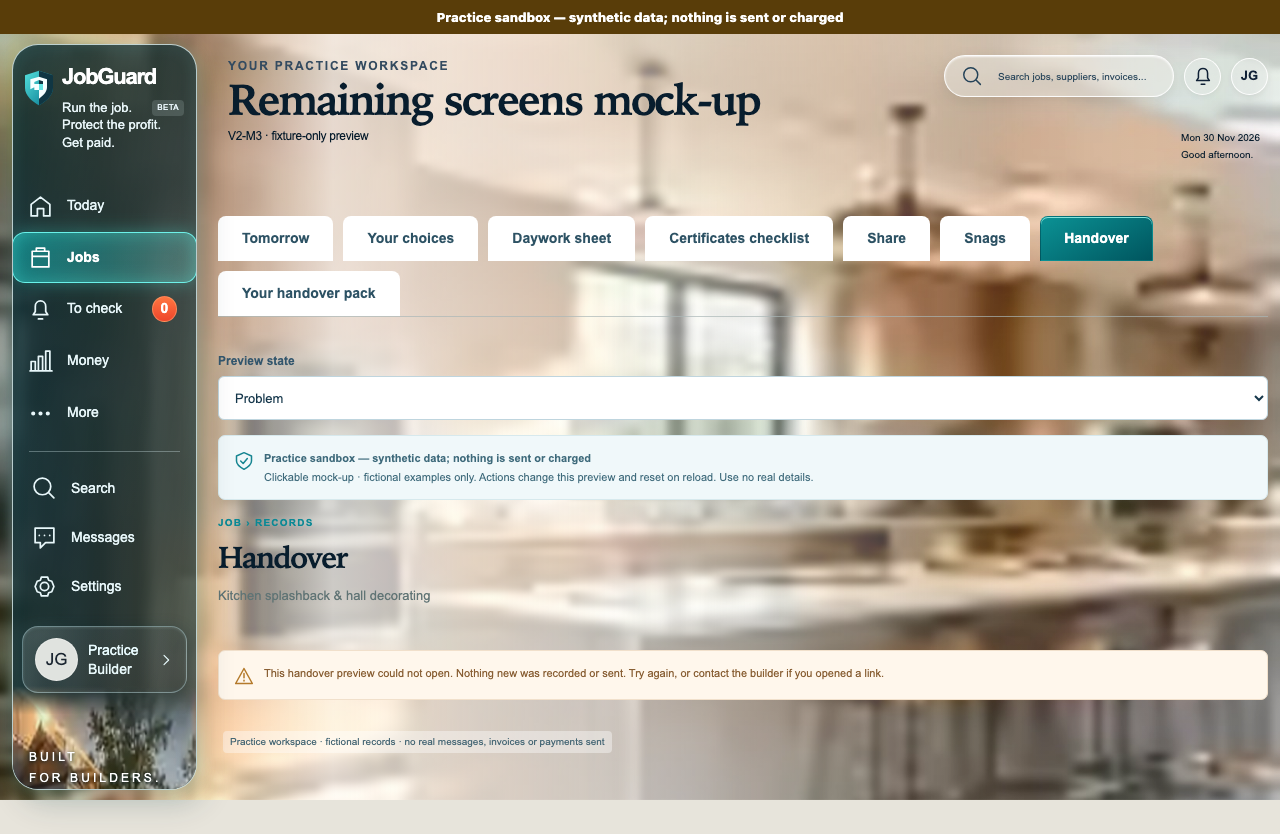 Practice sandbox — synthetic data; nothing is sent or charged
JobGuard
Run the job.
BETA
Protect the profit.
Get paid.
Today
Jobs
To check
0
Money
More
Search
Messages
Settings
JG
Practice
Builder
BUILT
FOR BUILDERS.
YOUR PRACTICE WORKSPACE
Remaining screens mock-up
V2-M3 · fixture-only preview
Search jobs, suppliers, invoices...
JG
Mon 30 Nov 2026
Good afternoon.
Tomorrow
Your choices
Daywork sheet
Certificates checklist
Share
Snags
Handover
Your handover pack
Preview state
Problem
Practice sandbox — synthetic data; nothing is sent or charged
Clickable mock-up · fictional examples only. Actions change this preview and reset on reload. Use no real details.
JOB › RECORDS
Handover
Kitchen splashback & hall decorating
This handover preview could not open. Nothing new was recorded or sent. Try again, or contact the builder if you opened a link.
Practice workspace · fictional records · no real messages, invoices or payments sent